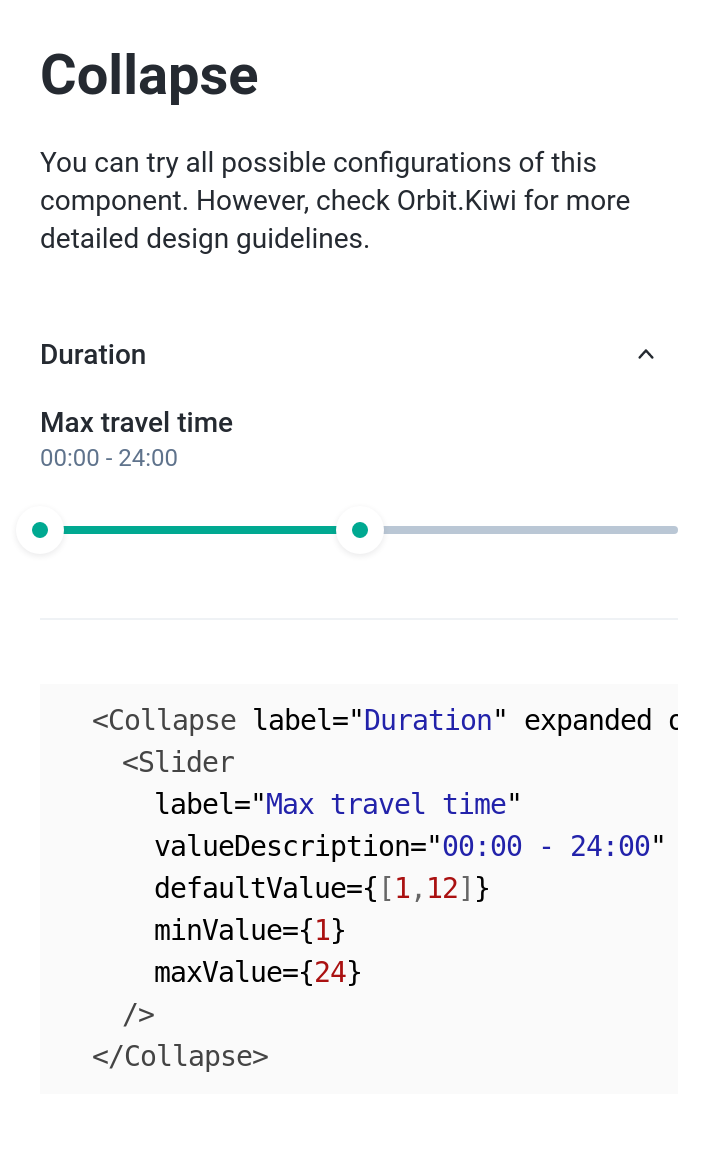 Collapse
You can try all possible configurations of this
component. However, check Orbit.Kiwi for more
detailed design guidelines.
Duration
Max travel time
00:00 - 24:00
<Collapse label="Duration" expanded
<Slider
label="Max travel time"
valueDescription="00:00 - 24:00"
defaultValue={[1,12]}
minValue={1}
maxValue={24}
/>
</Collapse>